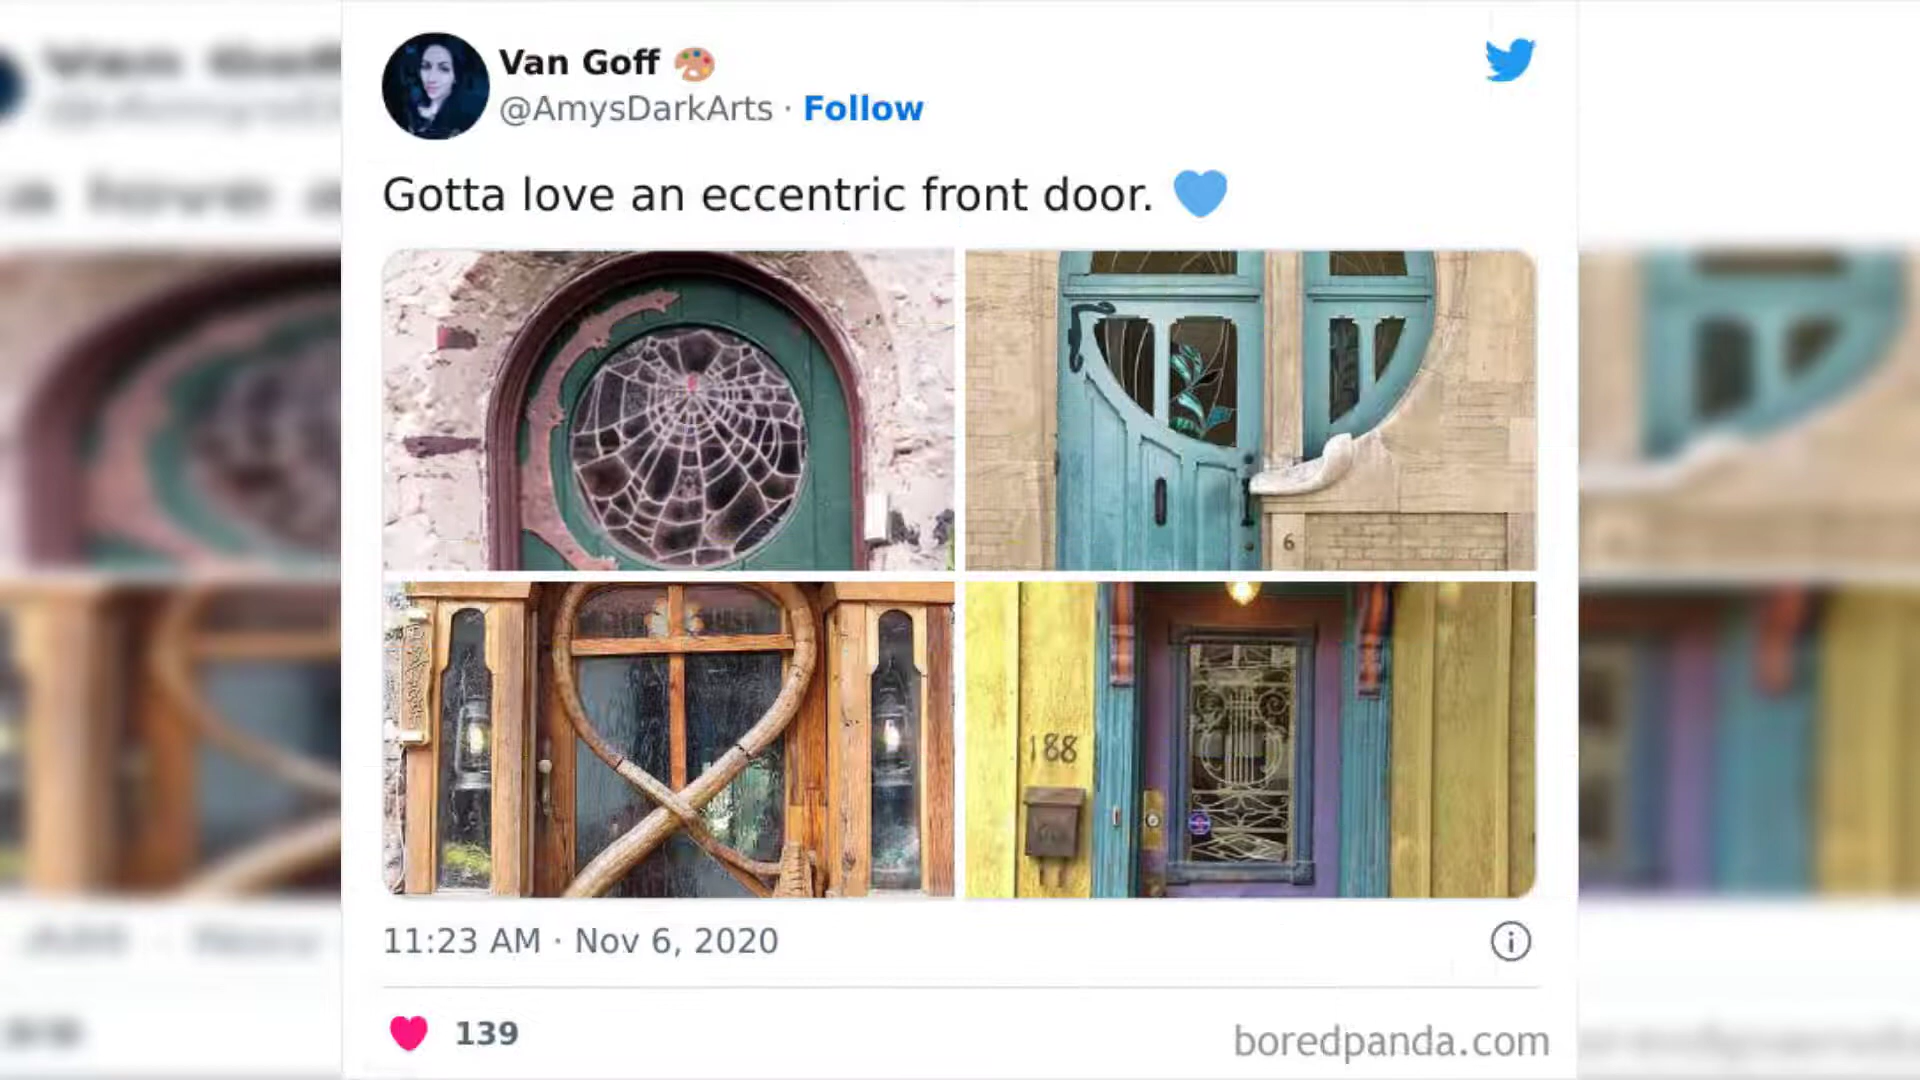 Van Goff 🎨
@AmysDarkArts · Follow
Gotta love an eccentric front door. 💙
6
188
11:23 AM · Nov 6, 2020
139
boredpanda.com